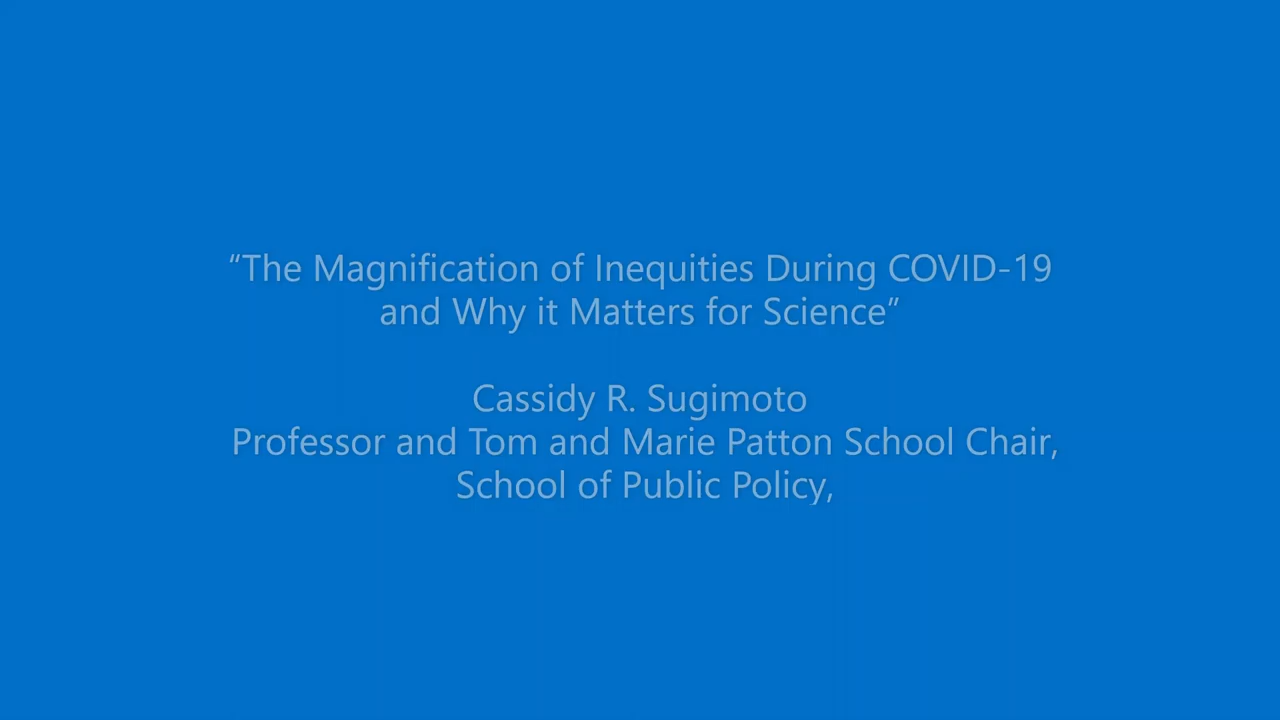 “The Magnification of Inequities During COVID-19
and Why it Matters for Science”
Cassidy R. Sugimoto
Professor and Tom and Marie Patton School Chair,
School of Public Policy,